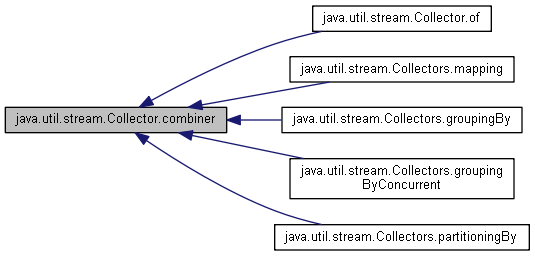 java.util.stream.Collector.of
java.util.stream.Collectors.mapping
java.util.stream.Collector.combiner
java.util.stream.Collectors.groupingBy
java.util.stream.Collectors.grouping
ByConcurrent
java.util.stream.Collectors.partitioningBy